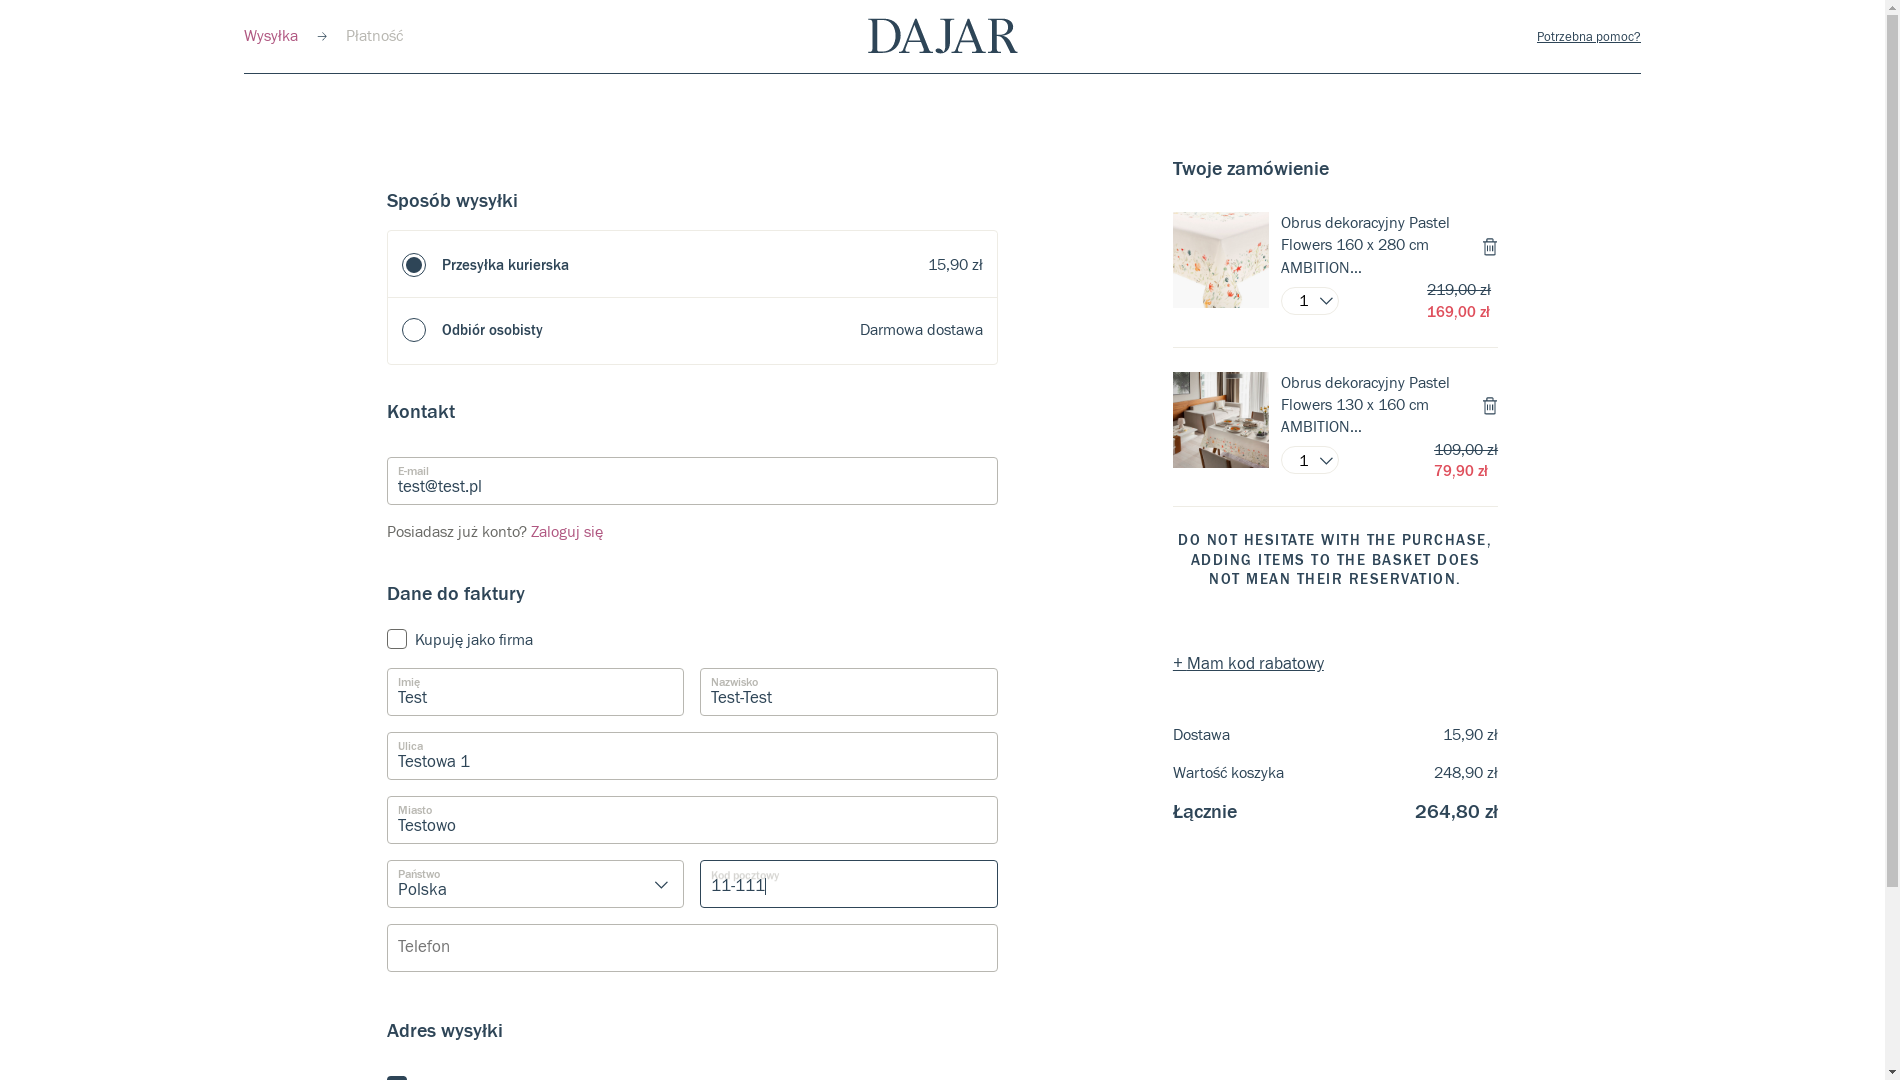 Wysyłka → Płatność
DAJAR
Potrzebna pomoc?
Sposób wysyłki
Przesyłka kurierska 15,90 zł
Odbiór osobisty Darmowa dostawa
Kontakt
E-mail
test@test.pl
Posiadasz już konto? Zaloguj się
Dane do faktury
Kupuję jako firma
Imię
Test
Nazwisko
Test-Test
Ulica
Testowa 1
Miasto
Testowo
Państwo
Polska
Kod pocztowy
11-111
Telefon
Adres wysyłki
Twoje zamówienie
Obrus dekoracyjny Pastel
Flowers 160 x 280 cm
AMBITION...
219,00 zł
1
169,00 zł
Obrus dekoracyjny Pastel
Flowers 130 x 160 cm
AMBITION...
109,00 zł
1
79,90 zł
DO NOT HESITATE WITH THE PURCHASE,
ADDING ITEMS TO THE BASKET DOES
NOT MEAN THEIR RESERVATION.
+ Mam kod rabatowy
Dostawa 15,90 zł
Wartość koszyka 248,90 zł
Łącznie 264,80 zł